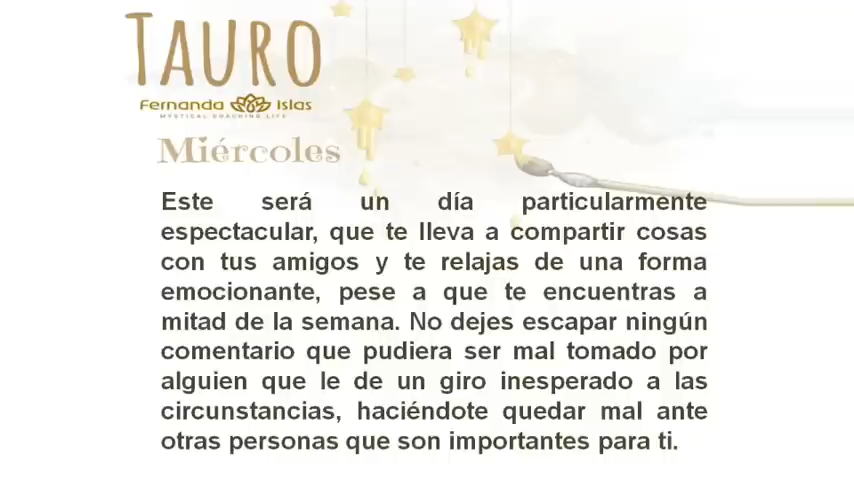 TAURO
Fernanda Islas
MYSTICAL COACHING LIFE
Miércoles
Este será un día particularmente
espectacular, que te lleva a compartir cosas
con tus amigos y te relajas de una forma
emocionante, pese a que te encuentras a
mitad de la semana. No dejes escapar ningún
comentario que pudiera ser mal tomado por
alguien que le de un giro inesperado a las
circunstancias, haciéndote quedar mal ante
otras personas que son importantes para ti.